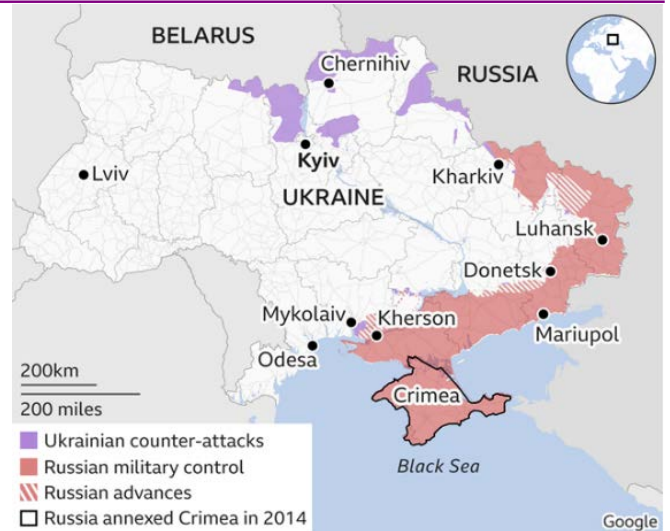 BELARUS
Chernihiv
RUSSIA
Kyiv
Lviv
Kharkiv
UKRAINE
Luhansk
Donetsk
Mykolaiv
Kherson
Mariupol
Odesa
200km
200 miles
Crimea
Black Sea
Ukrainian counter-attacks
Russian military control
Russian advances
Russia annexed Crimea in 2014
Google